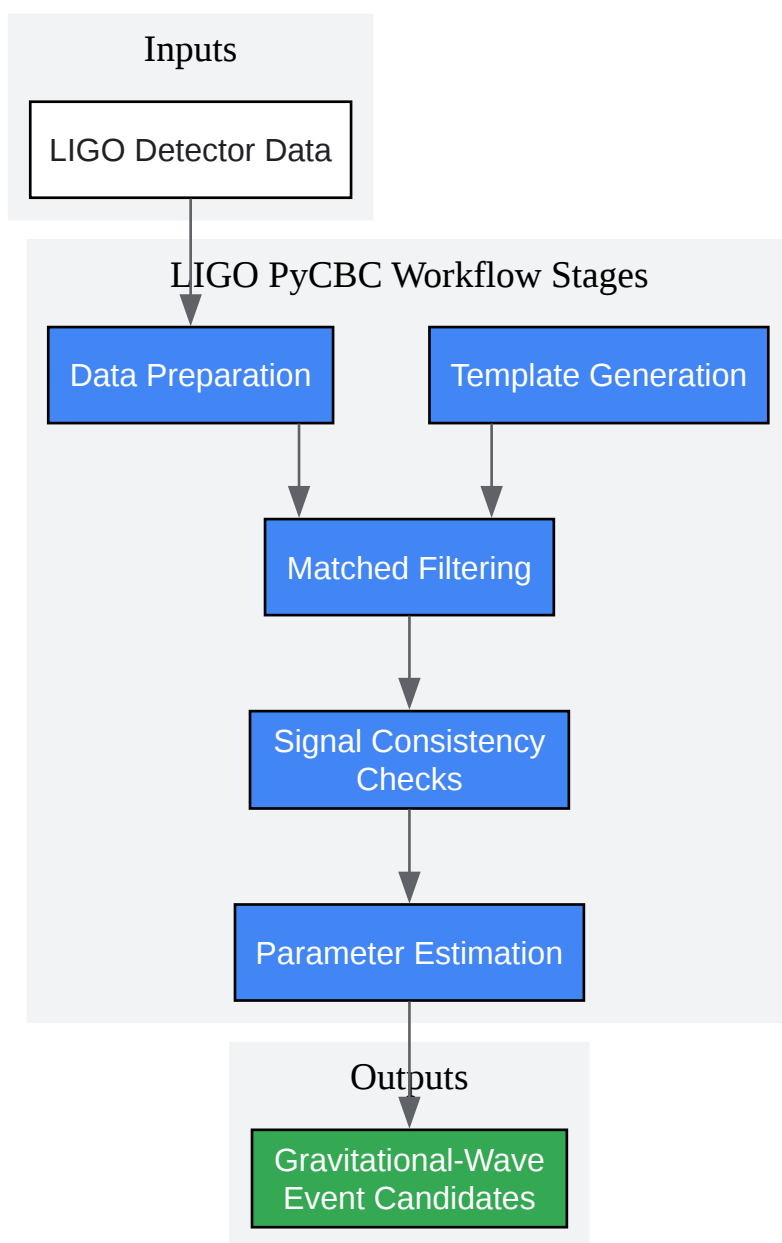 Inputs
LIGO Detector Data
LIGO PyCBC Workflow Stages
Data Preparation
Template Generation
Matched Filtering
Signal Consistency
Checks
Parameter Estimation
Outputs
Gravitational-Wave
Event Candidates